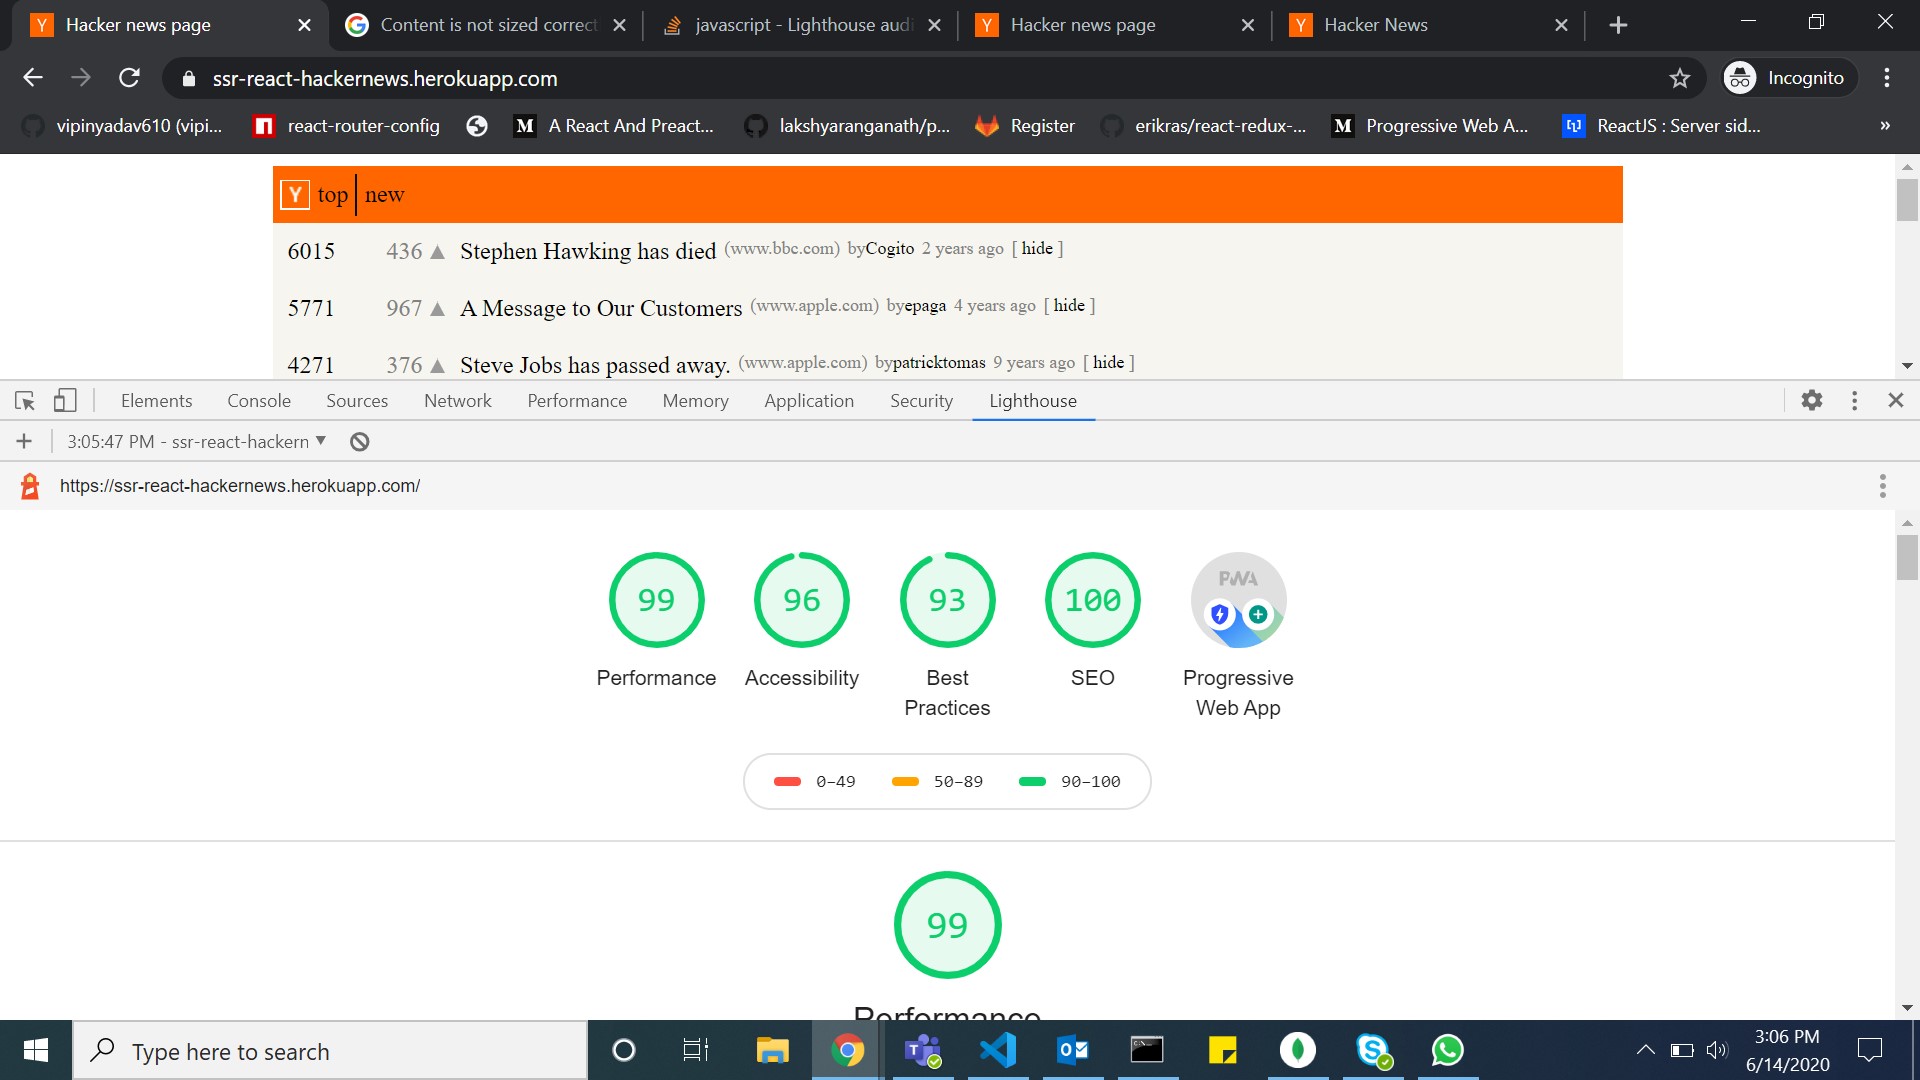 Hacker news page
Content is not sized correct
javascript - Lighthouse audi
Hacker news page
Hacker News
ssr-react-hackernews.herokuapp.com
Incognito
vipinyadav610 (vipi...
react-router-config
A React And Preact...
lakshyaranganath/p...
Register
erikras/react-redux-...
Progressive Web A...
ReactJS : Server sid...
»
Y top new
6015 436 ▲ Stephen Hawking has died (www.bbc.com) byCogito 2 years ago [ hide ]
5771 967 ▲ A Message to Our Customers (www.apple.com) byepaga 4 years ago [ hide ]
4271 376 ▲ Steve Jobs has passed away. (www.apple.com) bypatricktomas 9 years ago [ hide ]
Elements Console Sources Network Performance Memory Application Security Lighthouse
3:05:47 PM - ssr-react-hackern
https://ssr-react-hackernews.herokuapp.com/
99 96 93 100 PWA
Performance Accessibility Best Practices SEO Progressive Web App
0–49 50–89 90–100
99
Performance
Type here to search
3:06 PM
6/14/2020